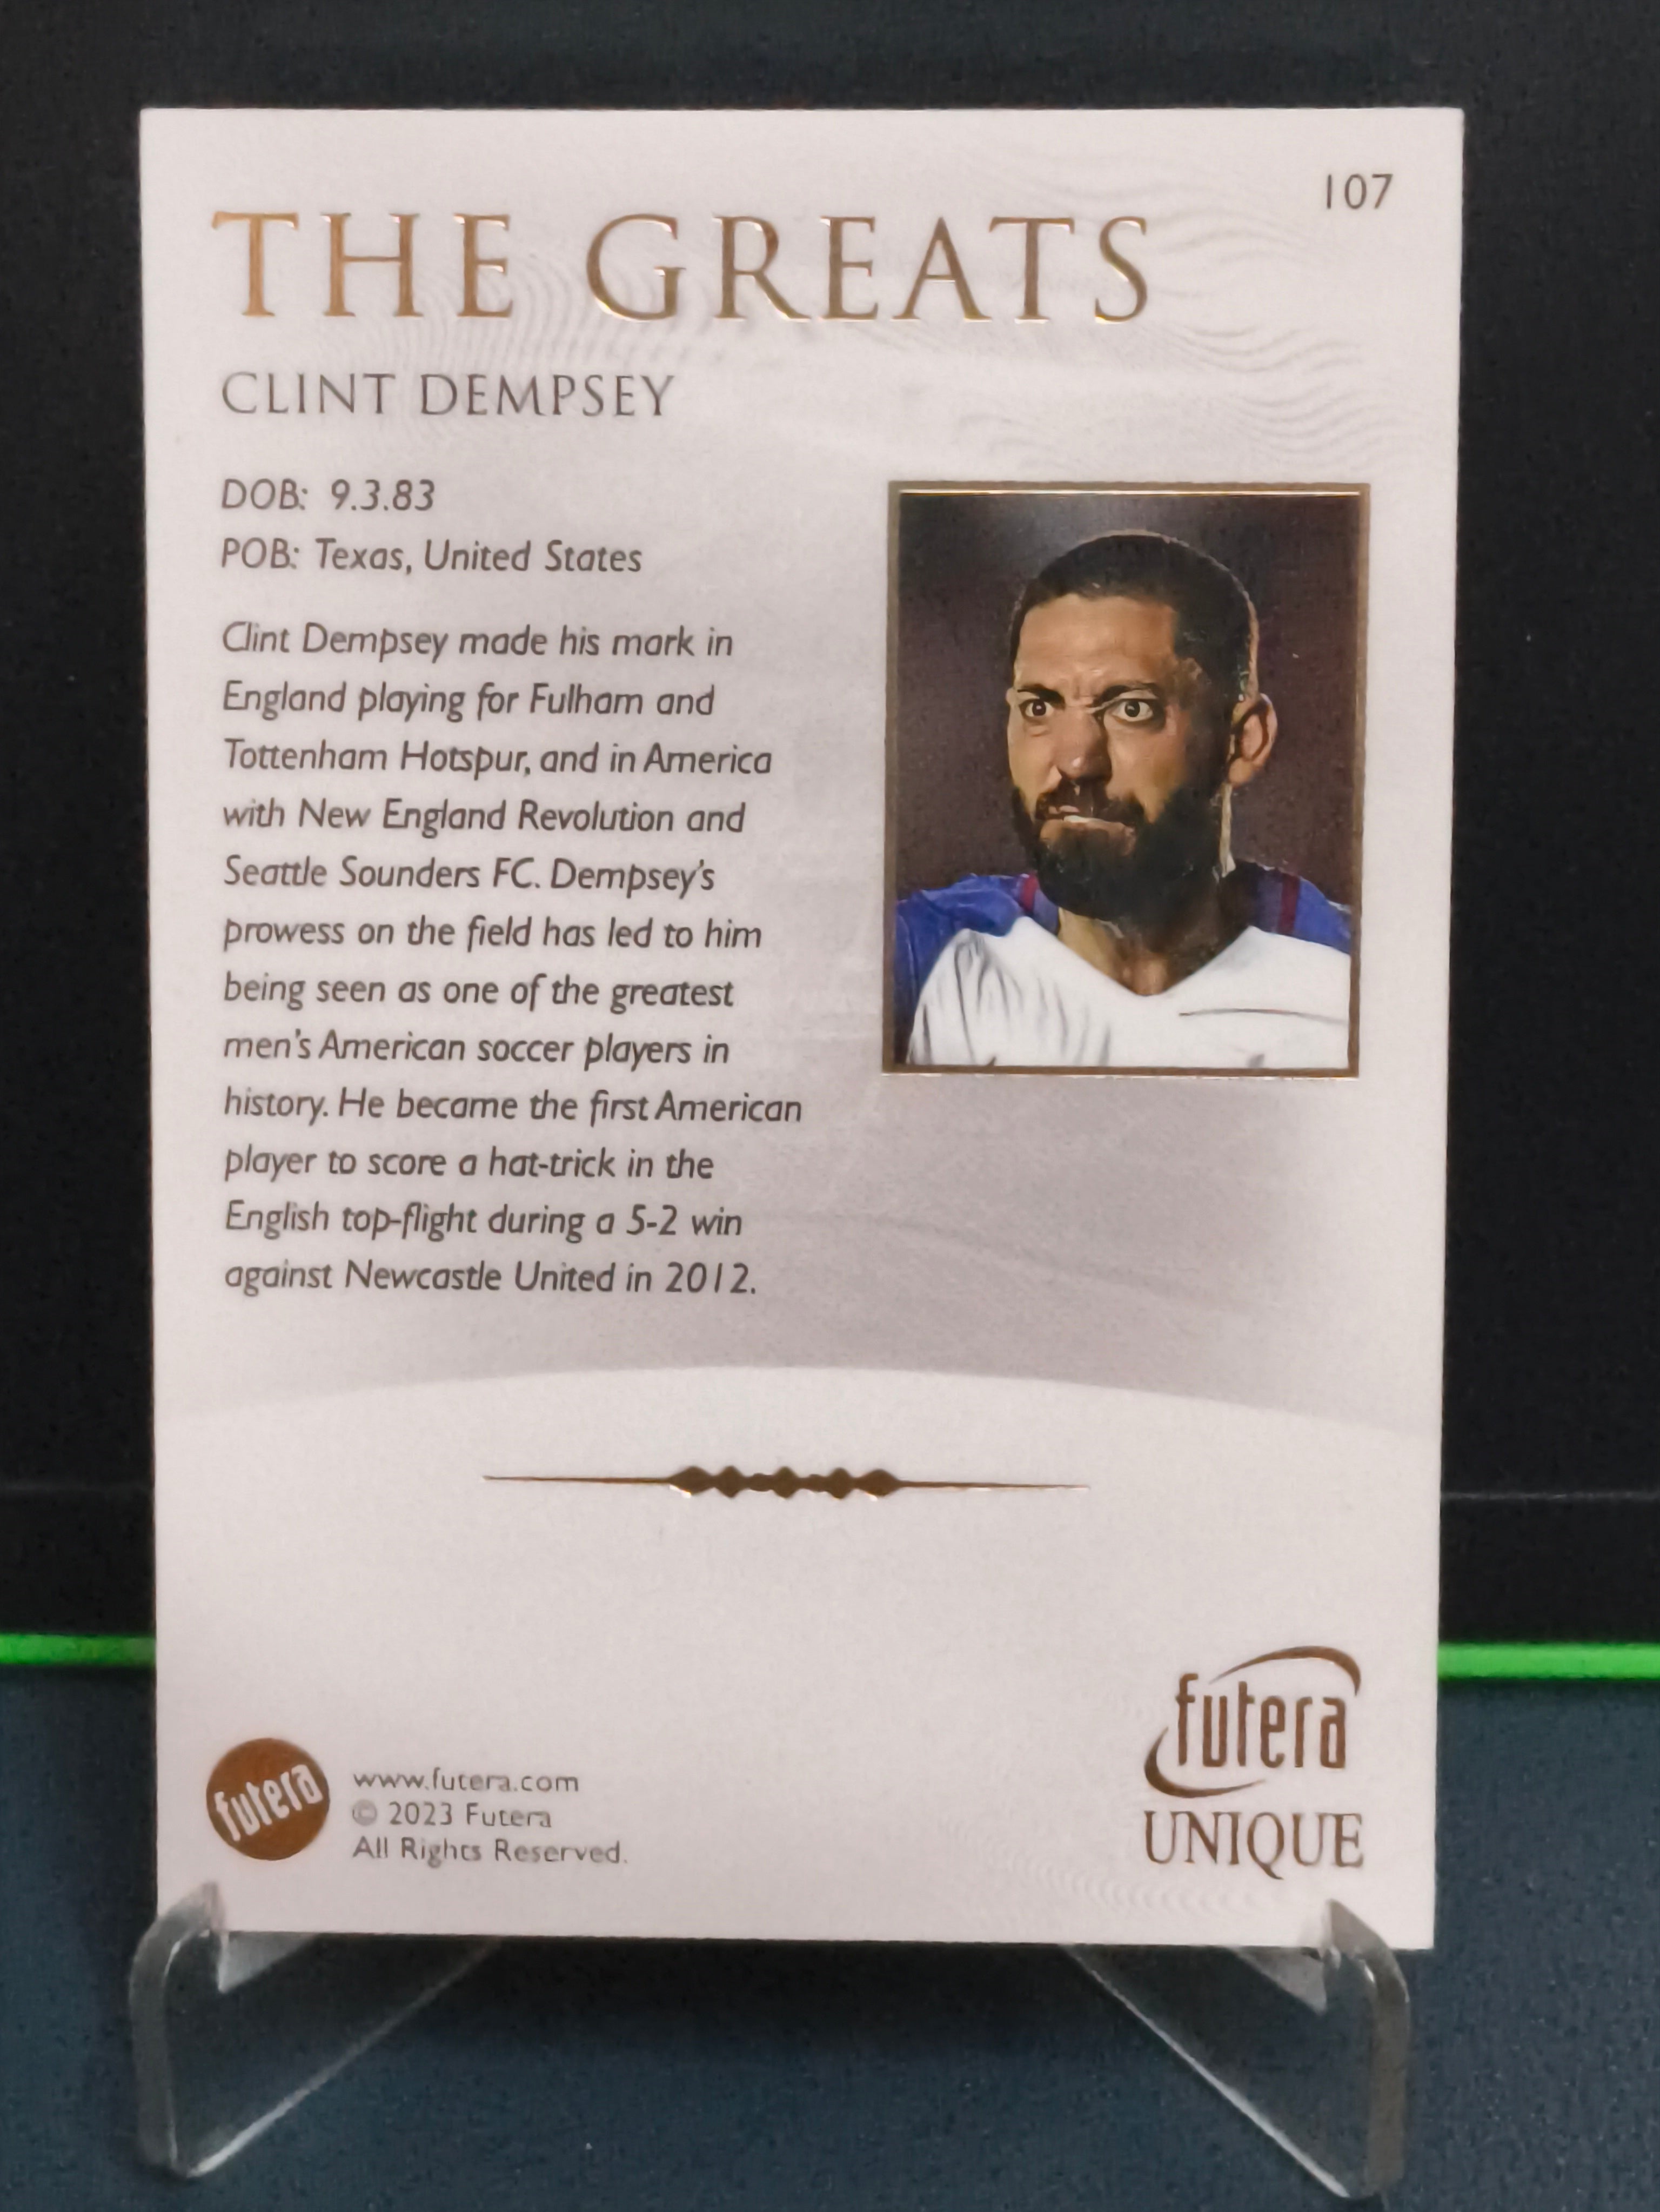 107
THE GREATS
CLINT DEMPSEY
DOB: 9.3.83
POB: Texas, United States
Clint Dempsey made his mark in
England playing for Fulham and
Tottenham Hotspur, and in America
with New England Revolution and
Seattle Sounders FC. Dempsey's
prowess on the field has led to him
being seen as one of the greatest
men's American soccer players in
history. He became the first American
player to score a hat-trick in the
English top-flight during a 5-2 win
against Newcastle United in 2012.
futera
www.futera.com
© 2023 Futera
All Rights Reserved.
futera
UNIQUE